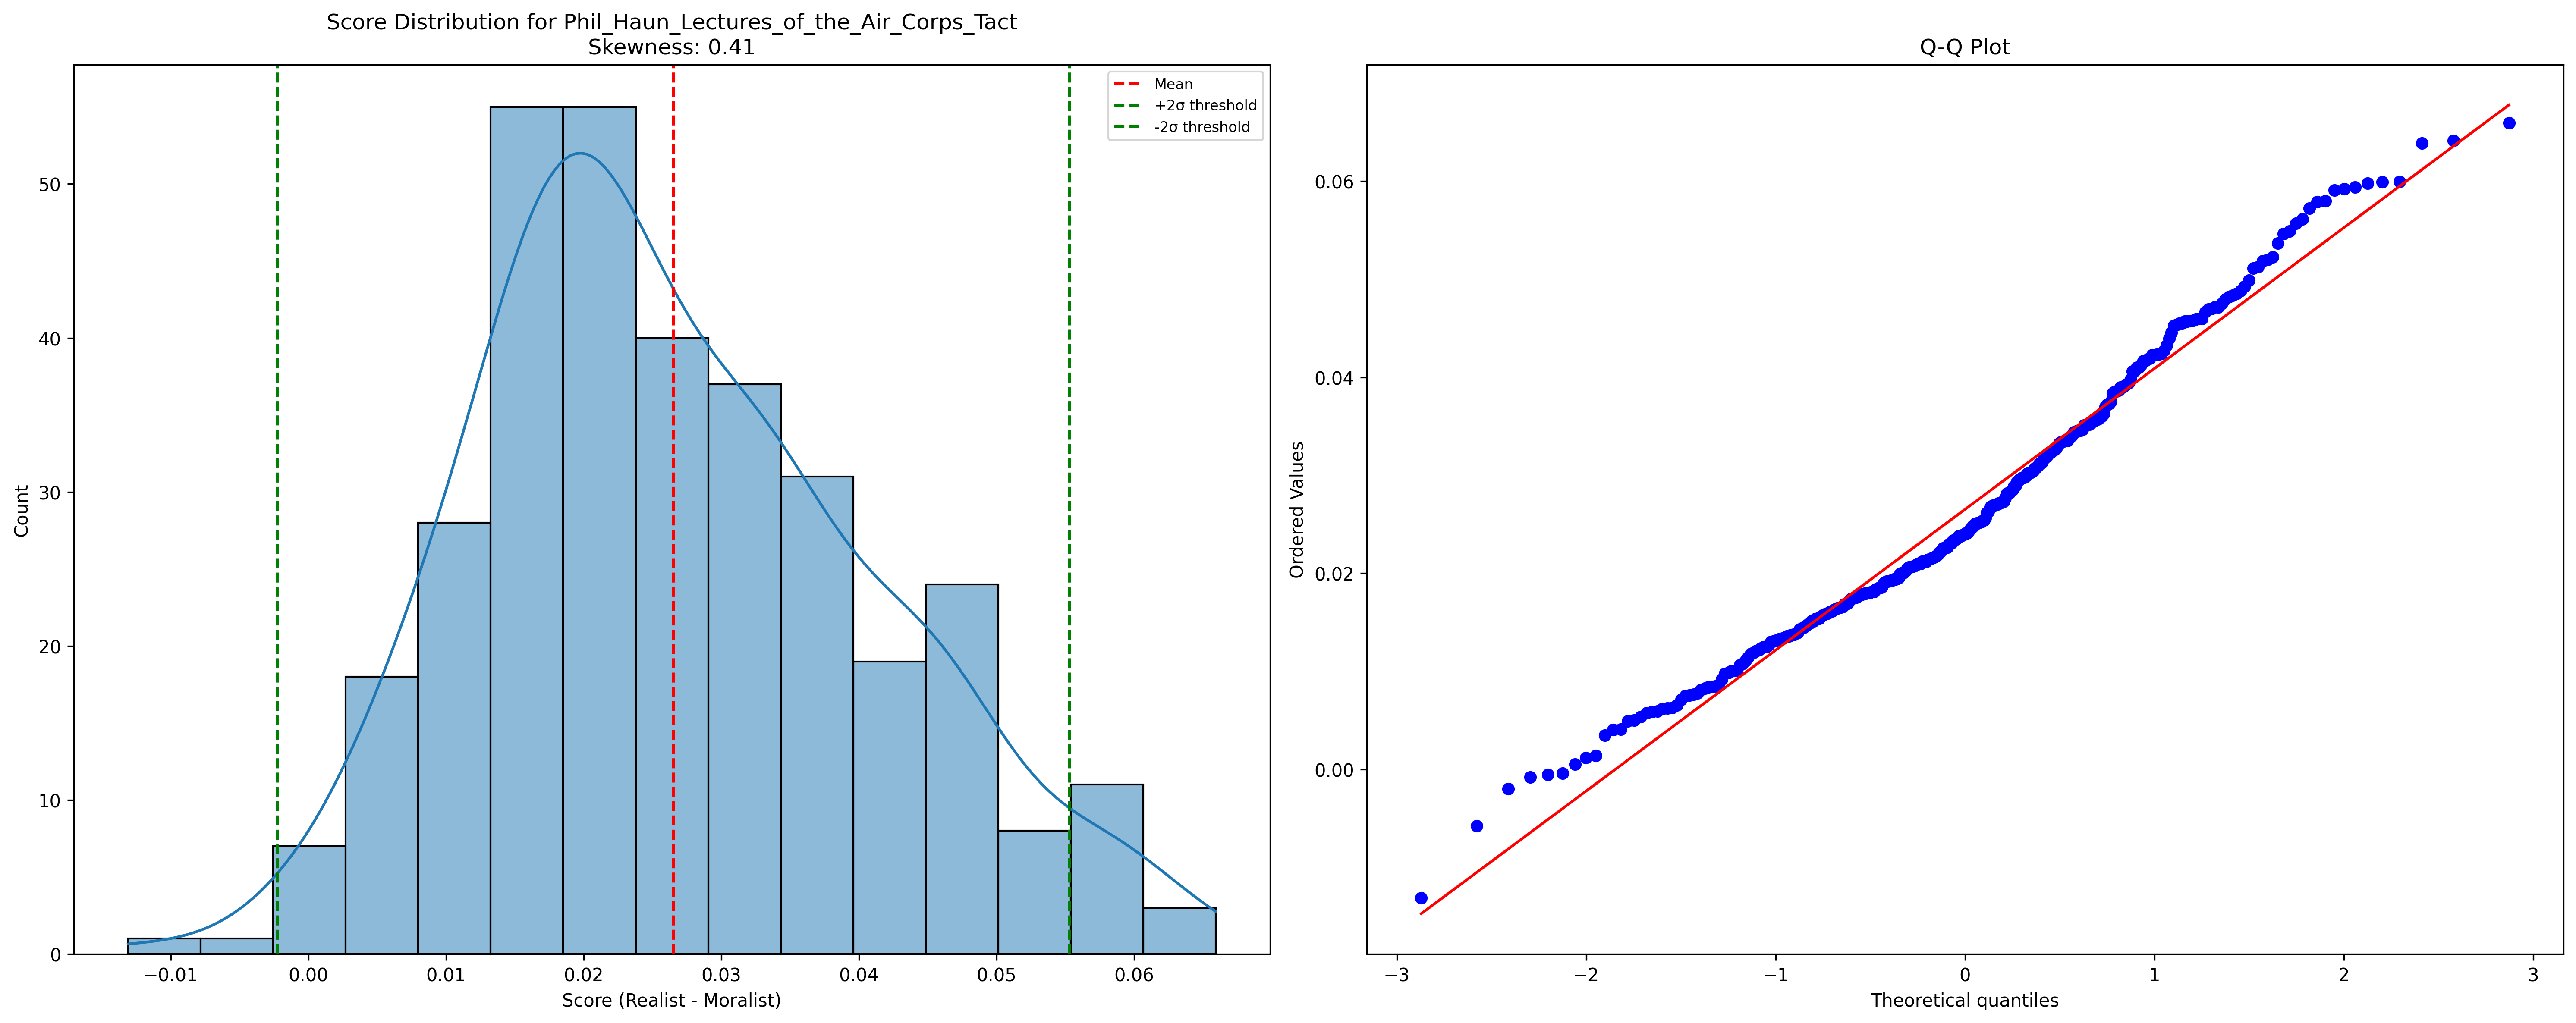 Score Distribution for Phil_Haun_Lectures_of_the_Air_Corps_Tact
Skewness: 0.41
Mean
+2σ threshold
-2σ threshold
Count
50
40
30
20
10
0
−0.01 0.00 0.01 0.02 0.03 0.04 0.05 0.06
Score (Realist - Moralist)
Q-Q Plot
Ordered Values
0.06
0.04
0.02
0.00
−3 −2 −1 0 1 2 3
Theoretical quantiles